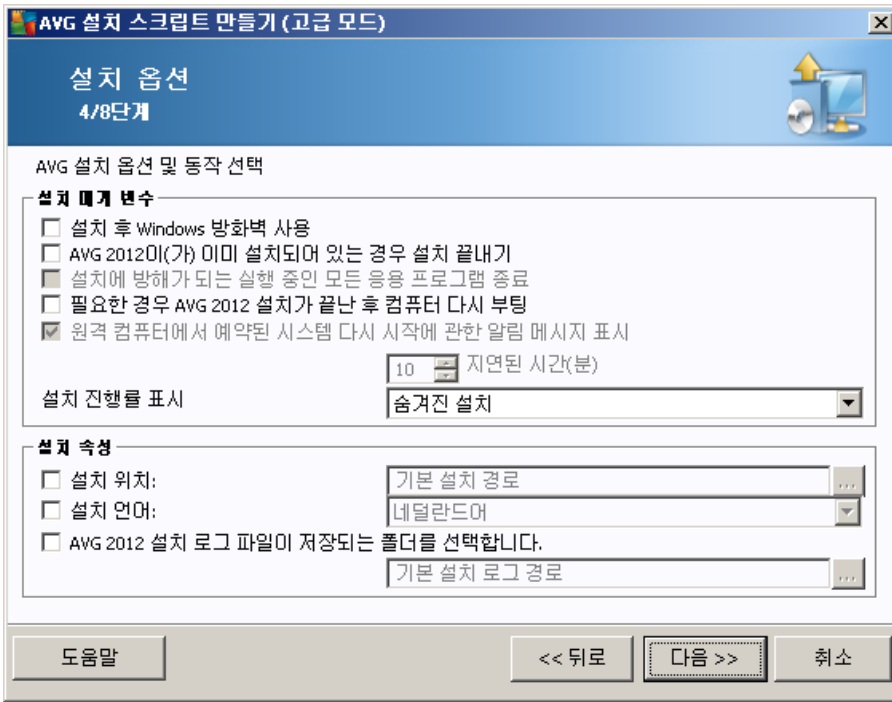 AVG 설치 스크립트 만들기 (고급 모드)
설치 옵션
4/8단계
AVG 설치 옵션 및 동작 선택
설치 매개 변수
설치 후 Windows 방화벽 사용
AVG 2012이(가) 이미 설치되어 있는 경우 설치 끝내기
설치에 방해가 되는 실행 중인 모든 응용 프로그램 종료
필요한 경우 AVG 2012 설치가 끝난 후 컴퓨터 다시 부팅
원격 컴퓨터에서 예약된 시스템 다시 시작에 관한 알림 메시지 표시
10 지연된 시간(분)
설치 진행률 표시 숨겨진 설치
설치 속성
설치 위치: 기본 설치 경로 ...
설치 언어: 네덜란드어
AVG 2012 설치 로그 파일이 저장되는 폴더를 선택합니다.
기본 설치 로그 경로 ...
도움말 << 뒤로 다음 >> 취소